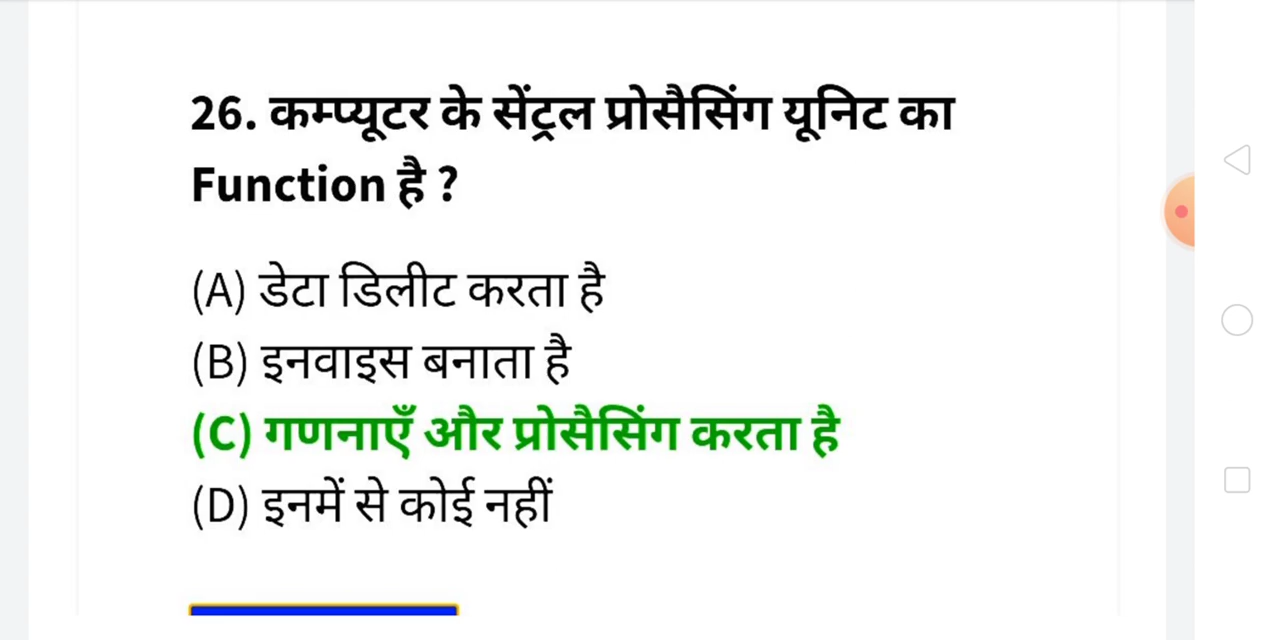 26. कम्प्यूटर के सेंट्रल प्रोसैसिंग यूनिट का
Function है ?
(A) डेटा डिलीट करता है
(B) इनवाइस बनाता है
(C) गणनाएँ और प्रोसैसिंग करता है
(D) इनमें से कोई नहीं